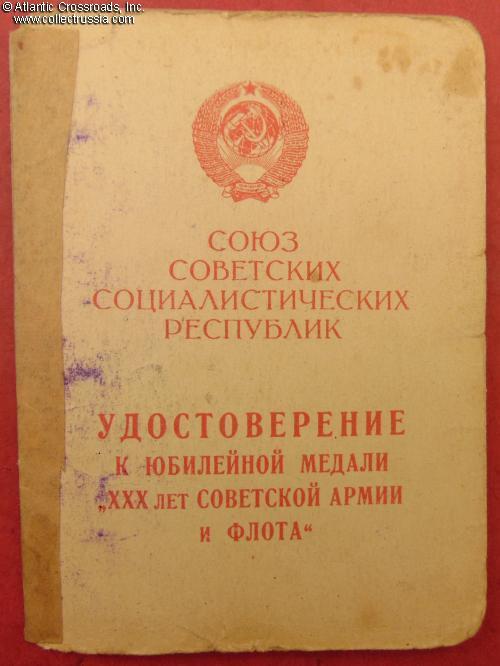 © Atlantic Crossroads, Inc.
www.collectrussia.com
СОЮЗ
СОВЕТСКИХ
СОЦИАЛИСТИЧЕСКИХ
РЕСПУБЛИК
УДОСТОВЕРЕНИЕ
К ЮБИЛЕЙНОЙ МЕДАЛИ
„XXX ЛЕТ СОВЕТСКОЙ АРМИИ
И ФЛОТА“